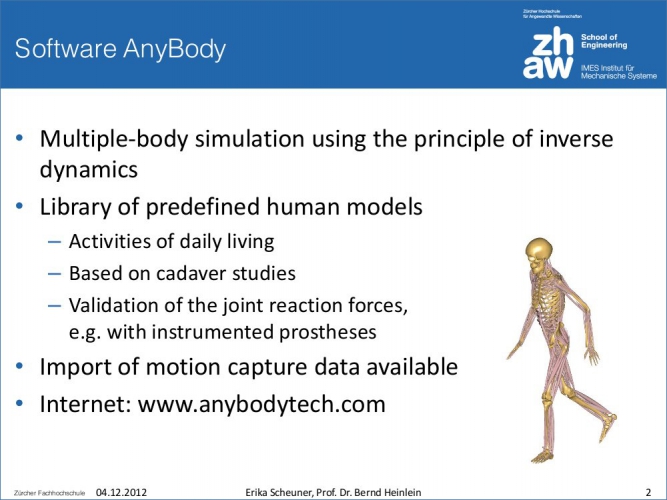 Zürcher Hochschule
für Angewandte Wissenschaften
Software AnyBody
zh
aw
School of
Engineering
IMES Institut für
Mechanische Systeme
• Multiple-body simulation using the principle of inverse
dynamics
• Library of predefined human models
– Activities of daily living
– Based on cadaver studies
– Validation of the joint reaction forces,
e.g. with instrumented prostheses
• Import of motion capture data available
• Internet: www.anybodytech.com
Zürcher Fachhochschule 04.12.2012 Erika Scheuner, Prof. Dr. Bernd Heinlein 2